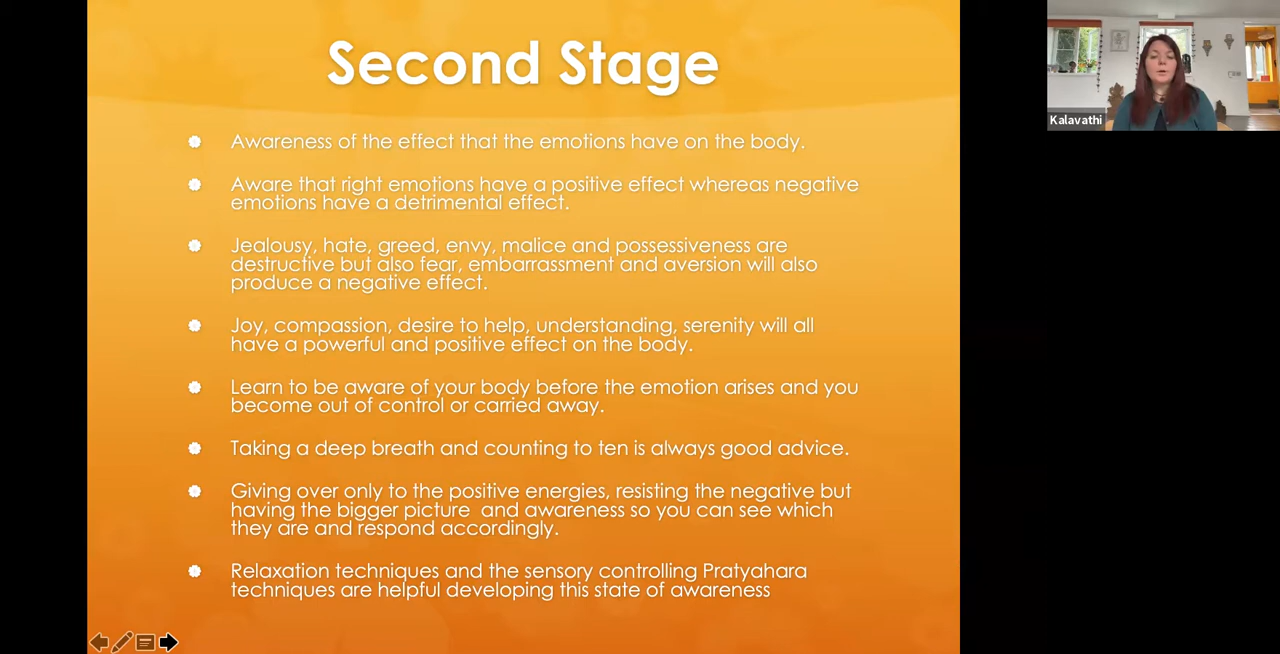 Second Stage
Awareness of the effect that the emotions have on the body.
Aware that right emotions have a positive effect whereas negative
emotions have a detrimental effect.
Jealousy, hate, greed, envy, malice and possessiveness are
destructive but also fear, embarrassment and aversion will also
produce a negative effect.
Joy, compassion, desire to help, understanding, serenity will all
have a powerful and positive effect on the body.
Learn to be aware of your body before the emotion arises and you
become out of control or carried away.
Taking a deep breath and counting to ten is always good advice.
Giving over only to the positive energies, resisting the negative but
having the bigger picture  and awareness so you can see which
they are and respond accordingly.
Relaxation techniques and the sensory controlling Pratyahara
techniques are helpful developing this state of awareness
Kalavathi